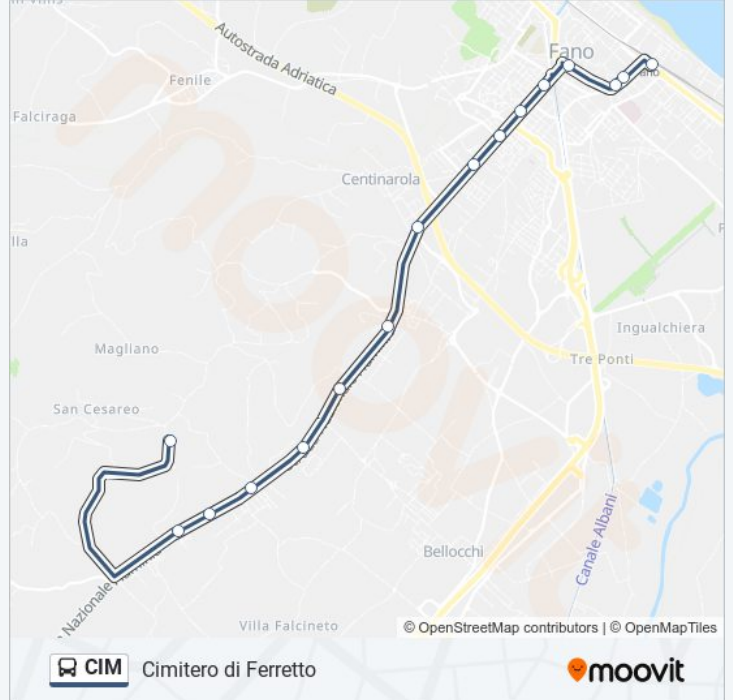 Fano
Autostrada Adriatica
Fenile
Falciraga
Centinarola
lla
Ingualchiera
Magliano
Tre Ponti
San Cesareo
Bellocchi
Canale Albani
Nazionale
Villa Falcineto
© OpenStreetMap contributors | © OpenMapTiles
CIM Cimitero di Ferretto
moovit